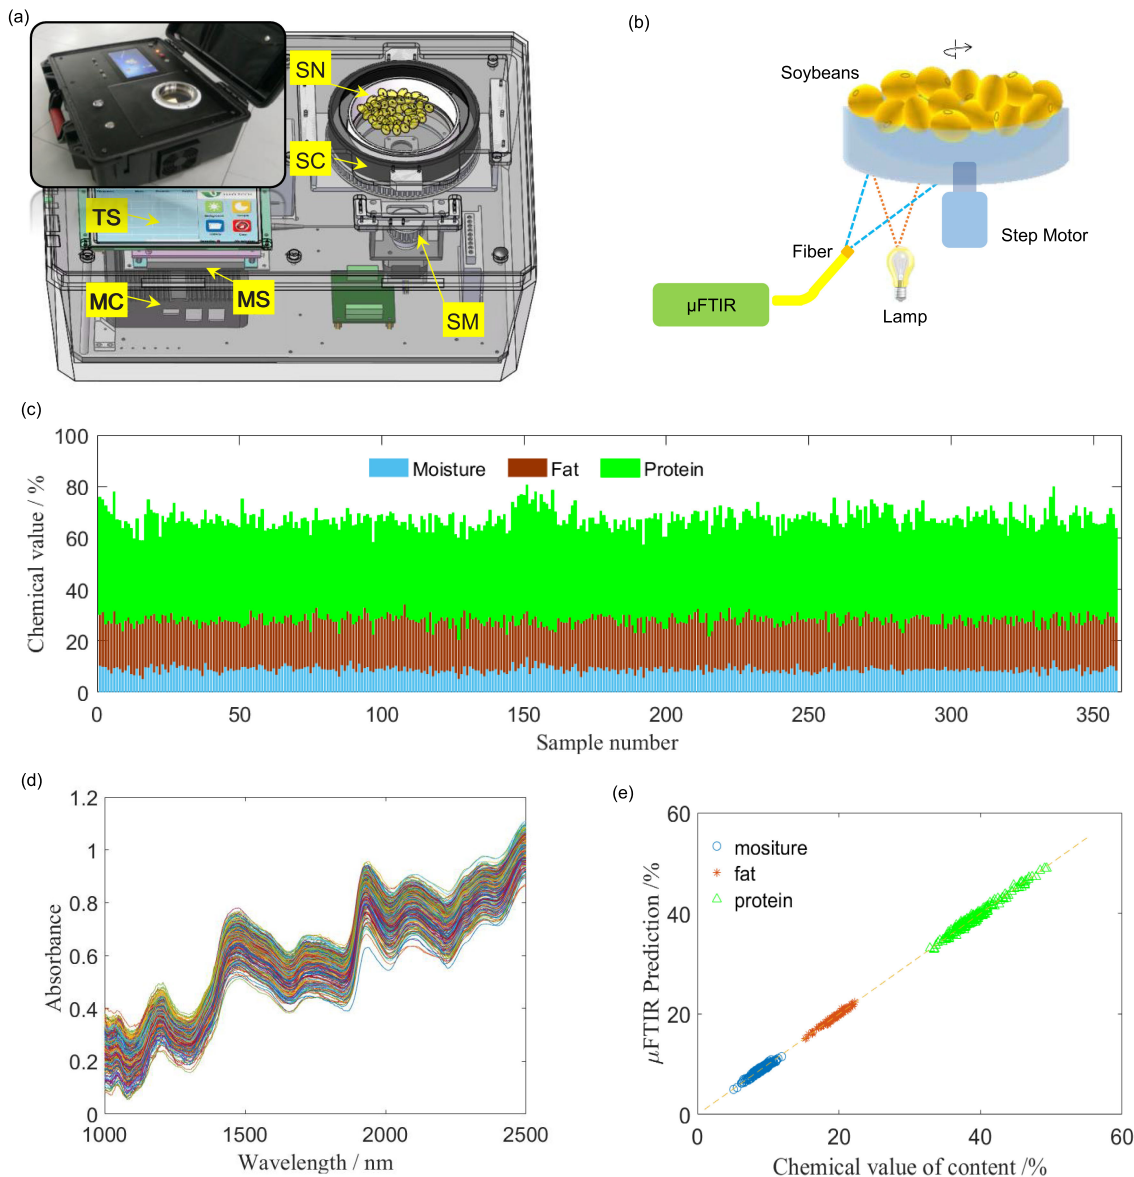 (a)
SN
SC
TS
MC
MS
SM
(b)
Soybeans
Step Motor
Fiber
µFTIR
Lamp
(c)
100
80
60
40
20
0
Chemical value / %
Moisture Fat Protein
0 50 100 150 200 250 300 350
Sample number
(d)
1.2
1
0.8
0.6
0.4
0.2
0
Absorbance
1000 1500 2000 2500
Wavelength / nm
(e)
60
40
20
0
µFTIR Prediction /%
mositure
fat
protein
0 20 40 60
Chemical value of content /%